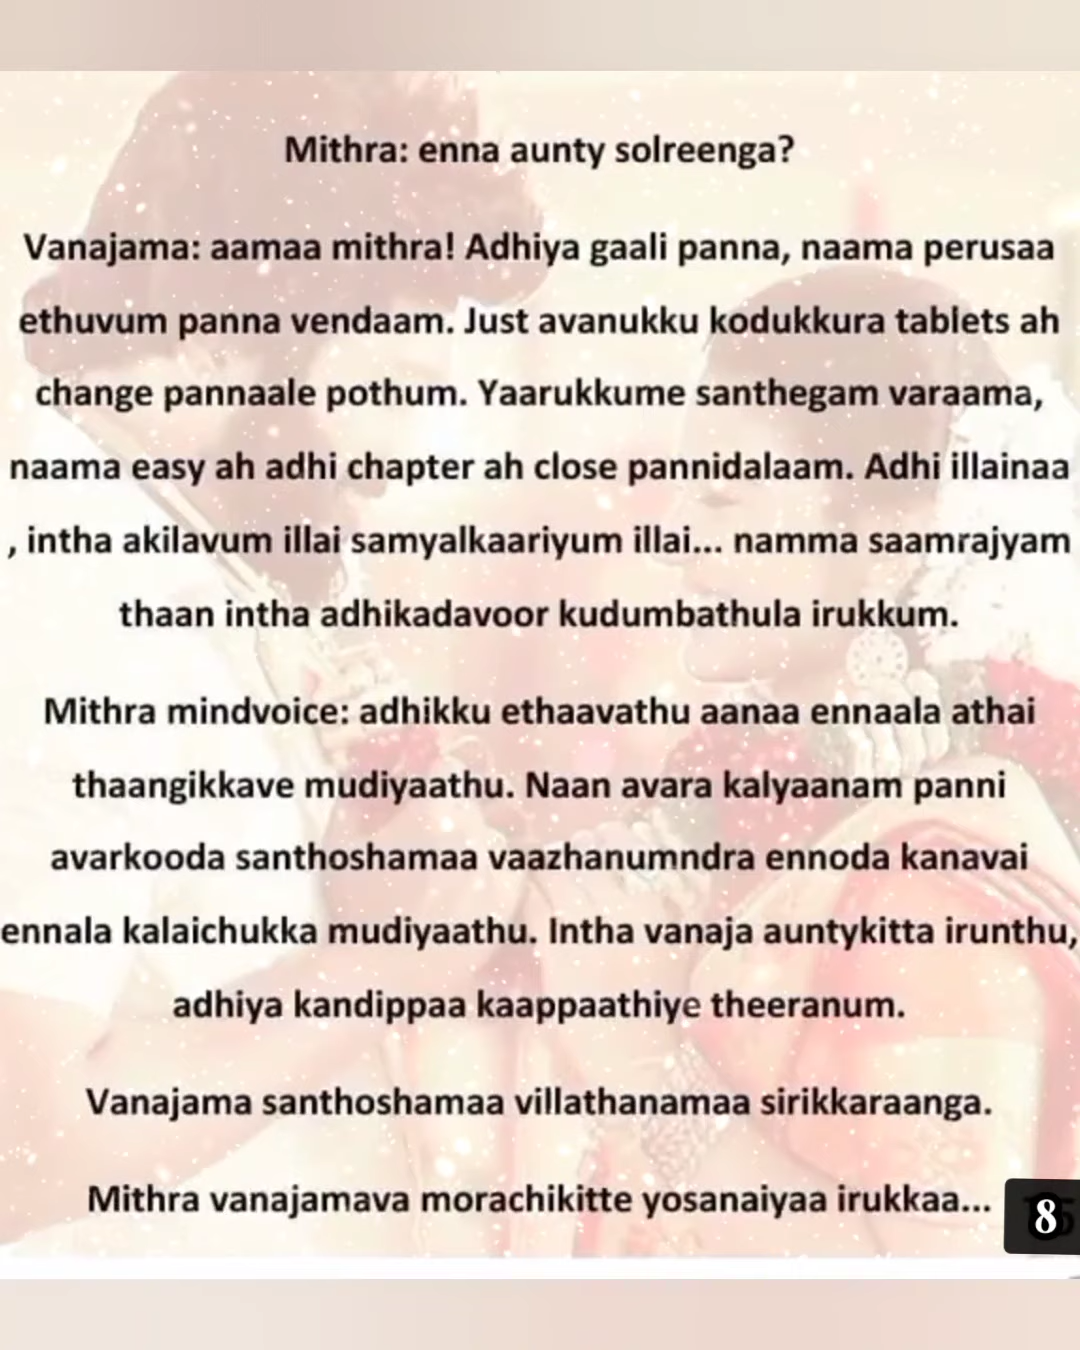 Mithra: enna aunty solreenga?
Vanajama: aamaa mithra! Adhiya gaali panna, naama perusaa
ethuvum panna vendaam. Just avanukku kodukkura tablets ah
change pannaale pothum. Yaarukkume santhegam varaama,
naama easy ah adhi chapter ah close pannidalaam. Adhi illainaa
, intha akilavum illai samyalkaariyum illai... namma saamrajyam
thaan intha adhikadavoor kudumbathula irukkum.
Mithra mindvoice: adhikku ethaavathu aanaa ennaala athai
thaangikkave mudiyaathu. Naan avara kalyaanam panni
avarkooda santhoshamaa vaazhanumndra ennoda kanavai
ennala kalaichukka mudiyaathu. Intha vanaja auntykitta irunthu,
adhiya kandippaa kaappaathiye theeranum.
Vanajama santhoshamaa villathanamaa sirikkaraanga.
Mithra vanajamava morachikitte yosanaiyaa irukkaa...
8